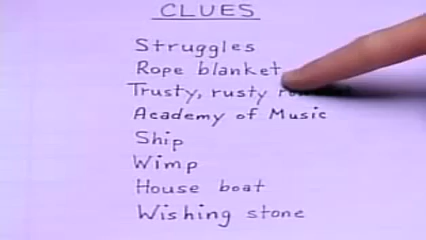 CLUES
Struggles
Rope blanket
Trusty, rusty
Academy of Music
Ship
Wimp
House boat
Wishing stone